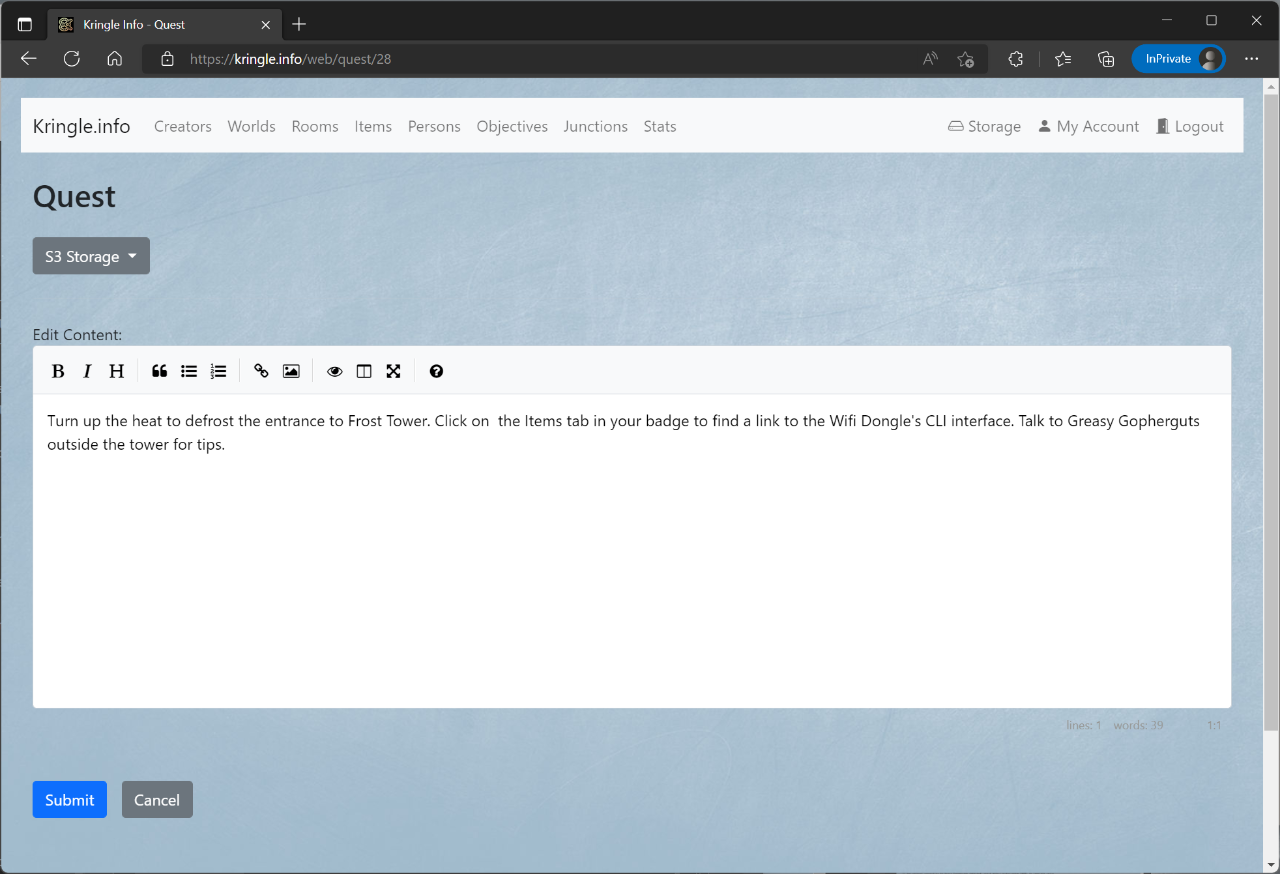 Kringle Info - Quest
https://kringle.info/web/quest/28
InPrivate
Kringle.info Creators Worlds Rooms Items Persons Objectives Junctions Stats Storage My Account Logout
Quest
S3 Storage
Edit Content:
B I H
Turn up the heat to defrost the entrance to Frost Tower. Click on  the Items tab in your badge to find a link to the Wifi Dongle's CLI interface. Talk to Greasy Gopherguts
outside the tower for tips.
lines: 1 words: 39 1:1
Submit Cancel